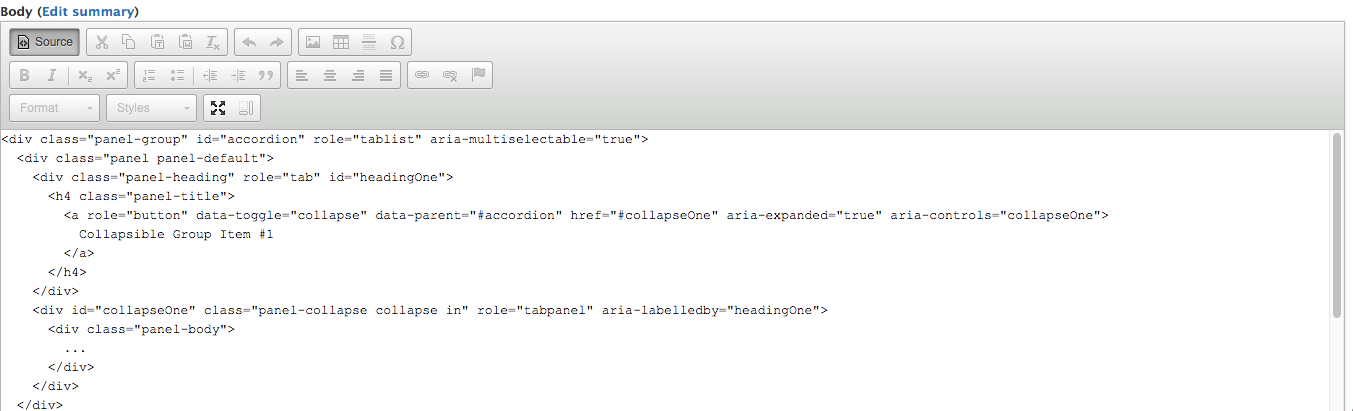 Body (Edit summary)
Source
Format Styles
<div class="panel-group" id="accordion" role="tablist" aria-multiselectable="true">
  <div class="panel panel-default">
    <div class="panel-heading" role="tab" id="headingOne">
      <h4 class="panel-title">
        <a role="button" data-toggle="collapse" data-parent="#accordion" href="#collapseOne" aria-expanded="true" aria-controls="collapseOne">
          Collapsible Group Item #1
        </a>
      </h4>
    </div>
    <div id="collapseOne" class="panel-collapse collapse in" role="tabpanel" aria-labelledby="headingOne">
      <div class="panel-body">
        ...
      </div>
    </div>
  </div>